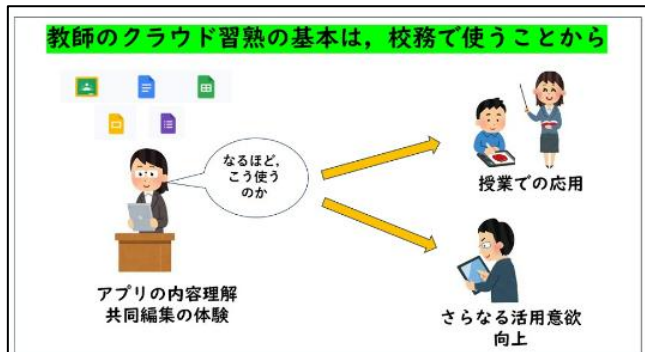 教師のクラウド習熟の基本は，校務で使うことから
なるほど，
こう使う
のか
アプリの内容理解
共同編集の体験
授業での応用
さらなる活用意欲
向上